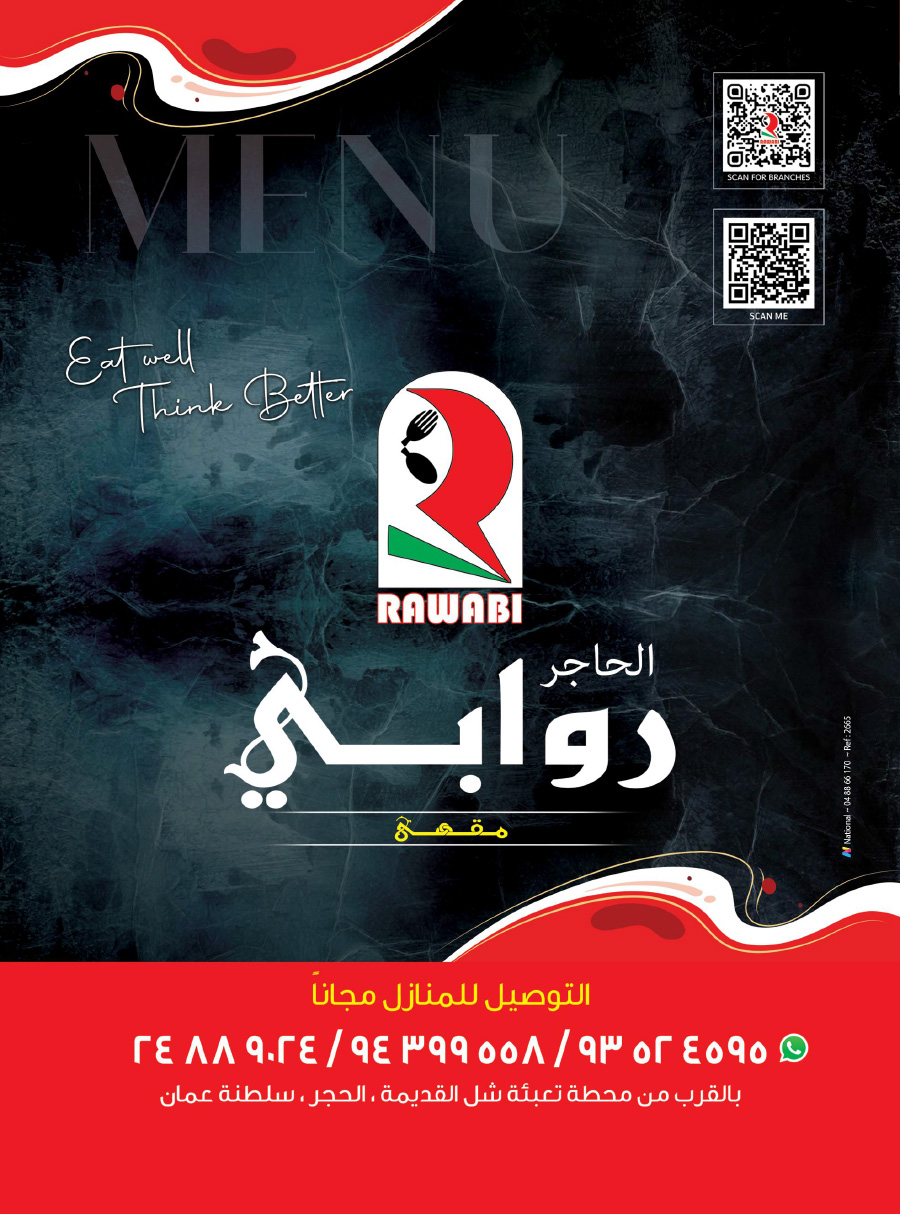 MENU
SCAN FOR BRANCHES
SCAN ME
Eat well
Think Better
RAWABI
الحاجر
روابي
مقهى
National – 04 88 66 170 – Ref : 2665
التوصيل للمنازل مجاناً
٢٤ ٨٨ ٩٠٢٤ / ٩٤ ٣٩٩ ٥٥٨ / ٩٣ ٥٢ ٤٥٩٥
بالقرب من محطة تعبئة شل القديمة ، الحجر ، سلطنة عمان